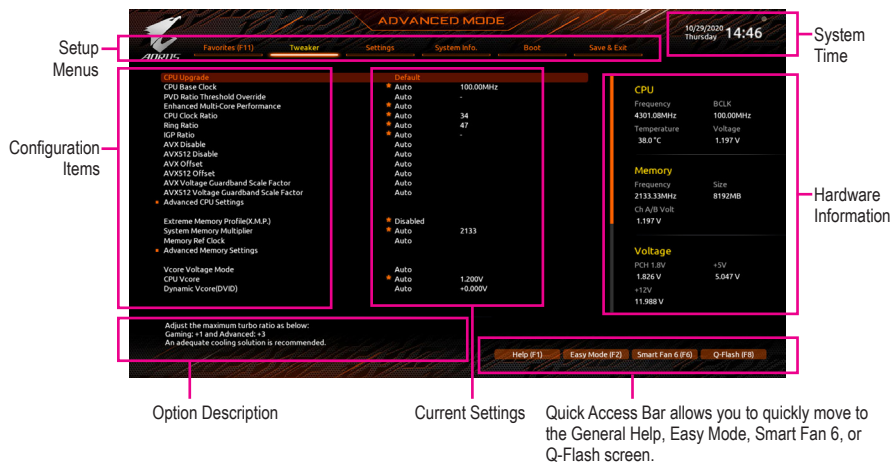 ADVANCED MODE
10/29/2020 14:46
Thursday
System
Time
Setup
Menus
AORUS
Favorites (F11) Tweaker Settings System Info. Boot Save & Exit
CPU Upgrade Default
CPU Base Clock * Auto 100.00MHz
PVD Ratio Threshold Override Auto -
Enhanced Multi-Core Performance * Auto
CPU Clock Ratio * Auto 34
Ring Ratio * Auto 47
IGP Ratio * Auto -
AVX Disable Auto
AVX512 Disable Auto
AVX Offset Auto
AVX512 Offset Auto
AVX Voltage Guardband Scale Factor Auto
AVX512 Voltage Guardband Scale Factor Auto
Advanced CPU Settings
Extreme Memory Profile(X.M.P.) * Disabled
System Memory Multiplier * Auto 2133
Memory Ref Clock Auto
Advanced Memory Settings
Vcore Voltage Mode Auto
CPU Vcore * Auto 1.200V
Dynamic Vcore(DVID) Auto +0.000V
Configuration
Items
CPU
Frequency BCLK
4301.08MHz 100.00MHz
Temperature Voltage
38.0 °C 1.197 V
Memory
Frequency Size
2133.33MHz 8192MB
Ch A/B Volt
1.197 V
Voltage
PCH 1.8V +5V
1.826 V 5.047 V
+12V
11.988 V
Hardware
Information
Adjust the maximum turbo ratio as below:
Gaming: +1 and Advanced: +3
An adequate cooling solution is recommended.
Help (F1) Easy Mode (F2) Smart Fan 6 (F6) Q-Flash (F8)
Option Description
Current Settings
Quick Access Bar allows you to quickly move to
the General Help, Easy Mode, Smart Fan 6, or
Q-Flash screen.